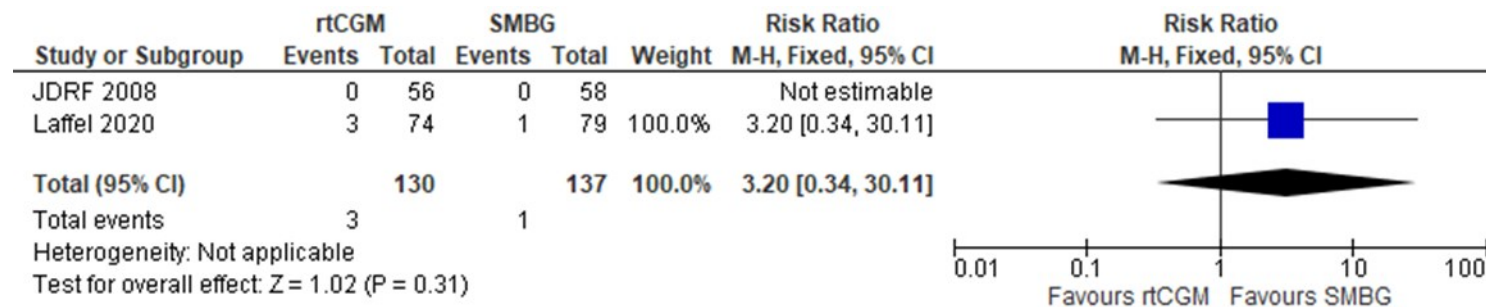 rtCGM SMBG Risk Ratio Risk Ratio
Study or Subgroup Events Total Events Total Weight M-H, Fixed, 95% CI M-H, Fixed, 95% CI
JDRF 2008 0 56 0 58 Not estimable
Laffel 2020 3 74 1 79 100.0% 3.20 [0.34, 30.11]
Total (95% CI) 130 137 100.0% 3.20 [0.34, 30.11]
Total events 3 1
Heterogeneity: Not applicable
Test for overall effect: Z = 1.02 (P = 0.31)
0.01 0.1 1 10 100
Favours rtCGM Favours SMBG